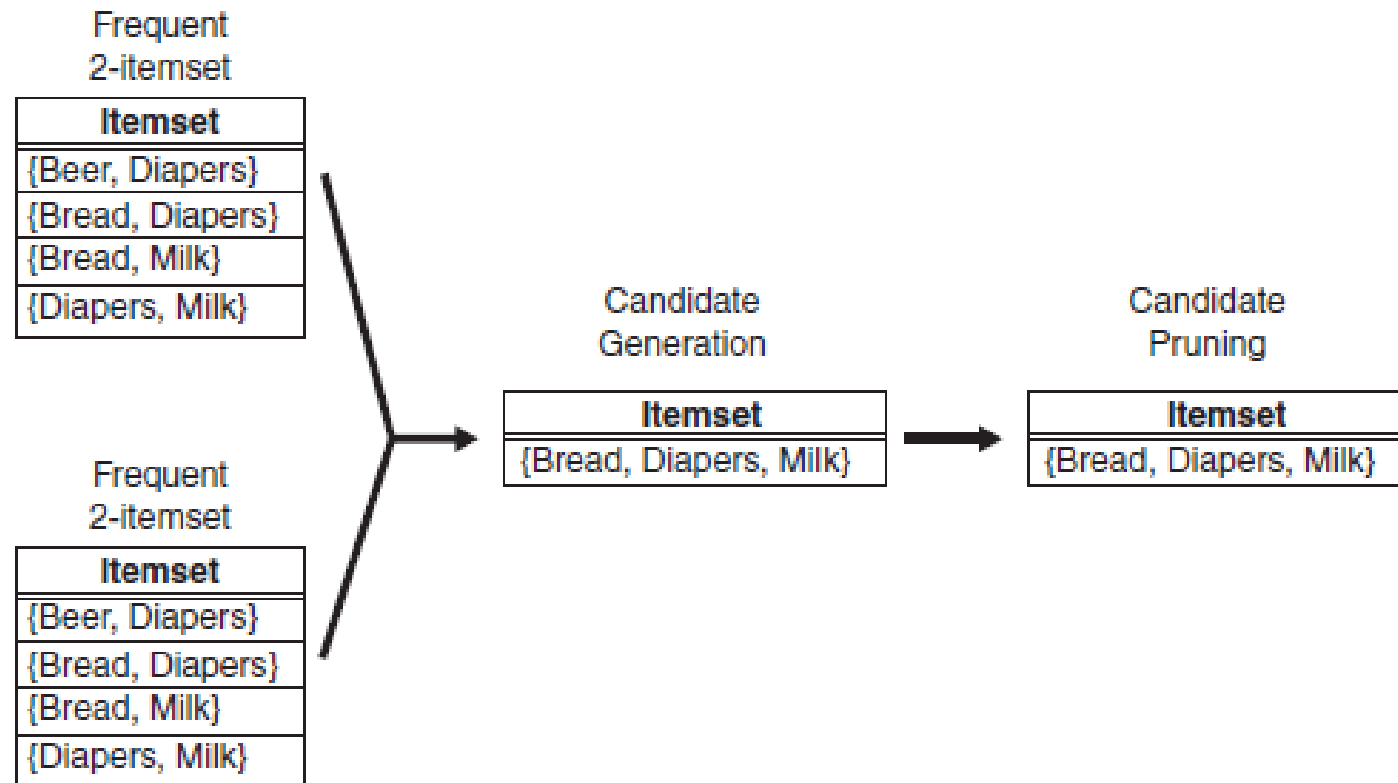 Frequent
2-itemset
Itemset
{Beer, Diapers}
{Bread, Diapers}
{Bread, Milk}
{Diapers, Milk}
Frequent
2-itemset
Itemset
{Beer, Diapers}
{Bread, Diapers}
{Bread, Milk}
{Diapers, Milk}
Candidate
Generation
Itemset
{Bread, Diapers, Milk}
Candidate
Pruning
Itemset
{Bread, Diapers, Milk}